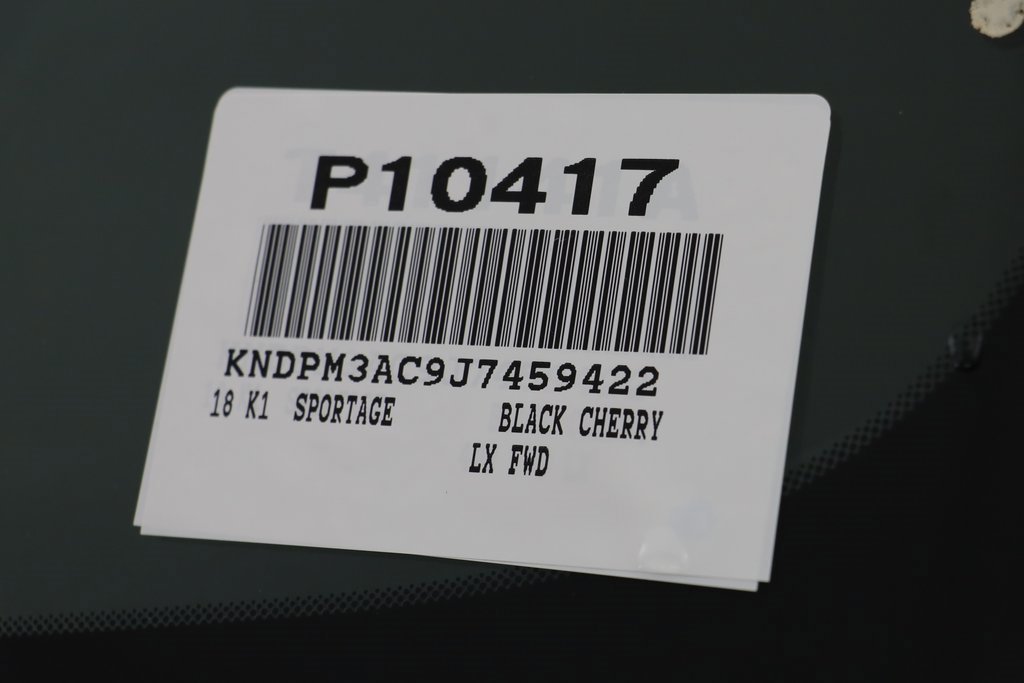 P10417
KNDPM3AC9J7459422
18 K1 SPORTAGE BLACK CHERRY
LX FWD